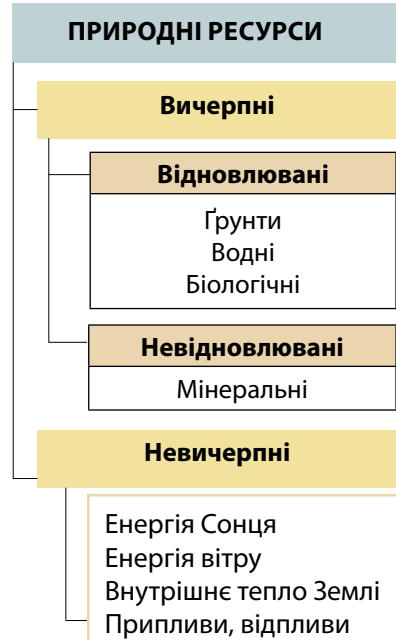 ПРИРОДНІ РЕСУРСИ
Вичерпні
Відновлювані
Ґрунти
Водні
Біологічні
Невідновлювані
Мінеральні
Невичерпні
Енергія Сонця
Енергія вітру
Внутрішнє тепло Землі
Припливи, відпливи